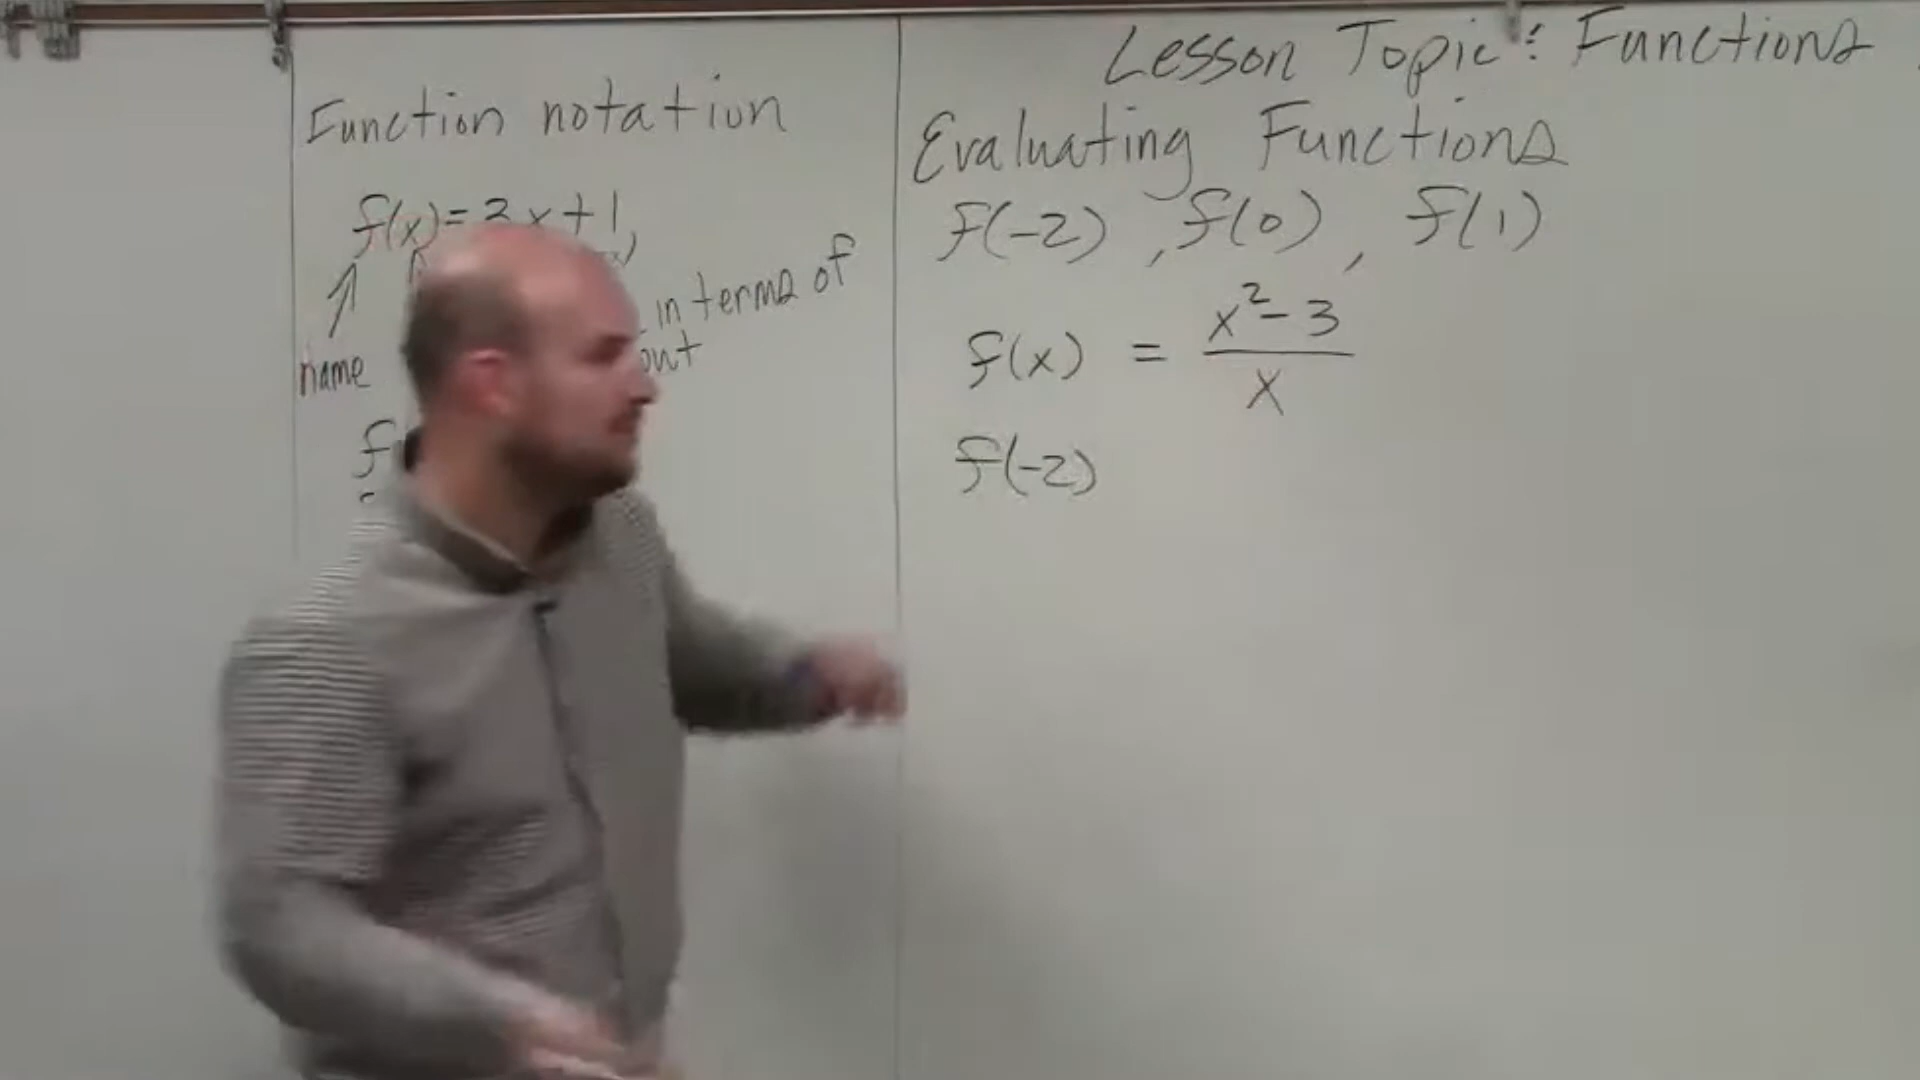 Lesson Topic: Functions
Function notation
f(x)=3x+1
in terms of
name
Evaluating Functions
f(-2), f(0), f(1)
f(x) = x²-3 / x
f(-2)